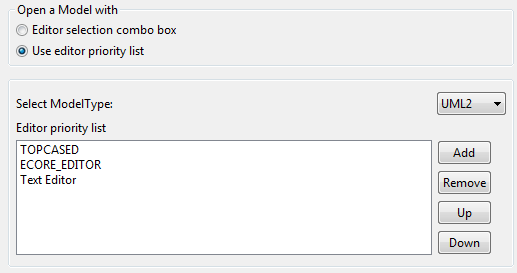 Open a Model with
Editor selection combo box
Use editor priority list
Select ModelType:
UML2
Editor priority list
TOPCASED
ECORE_EDITOR
Text Editor
Add
Remove
Up
Down